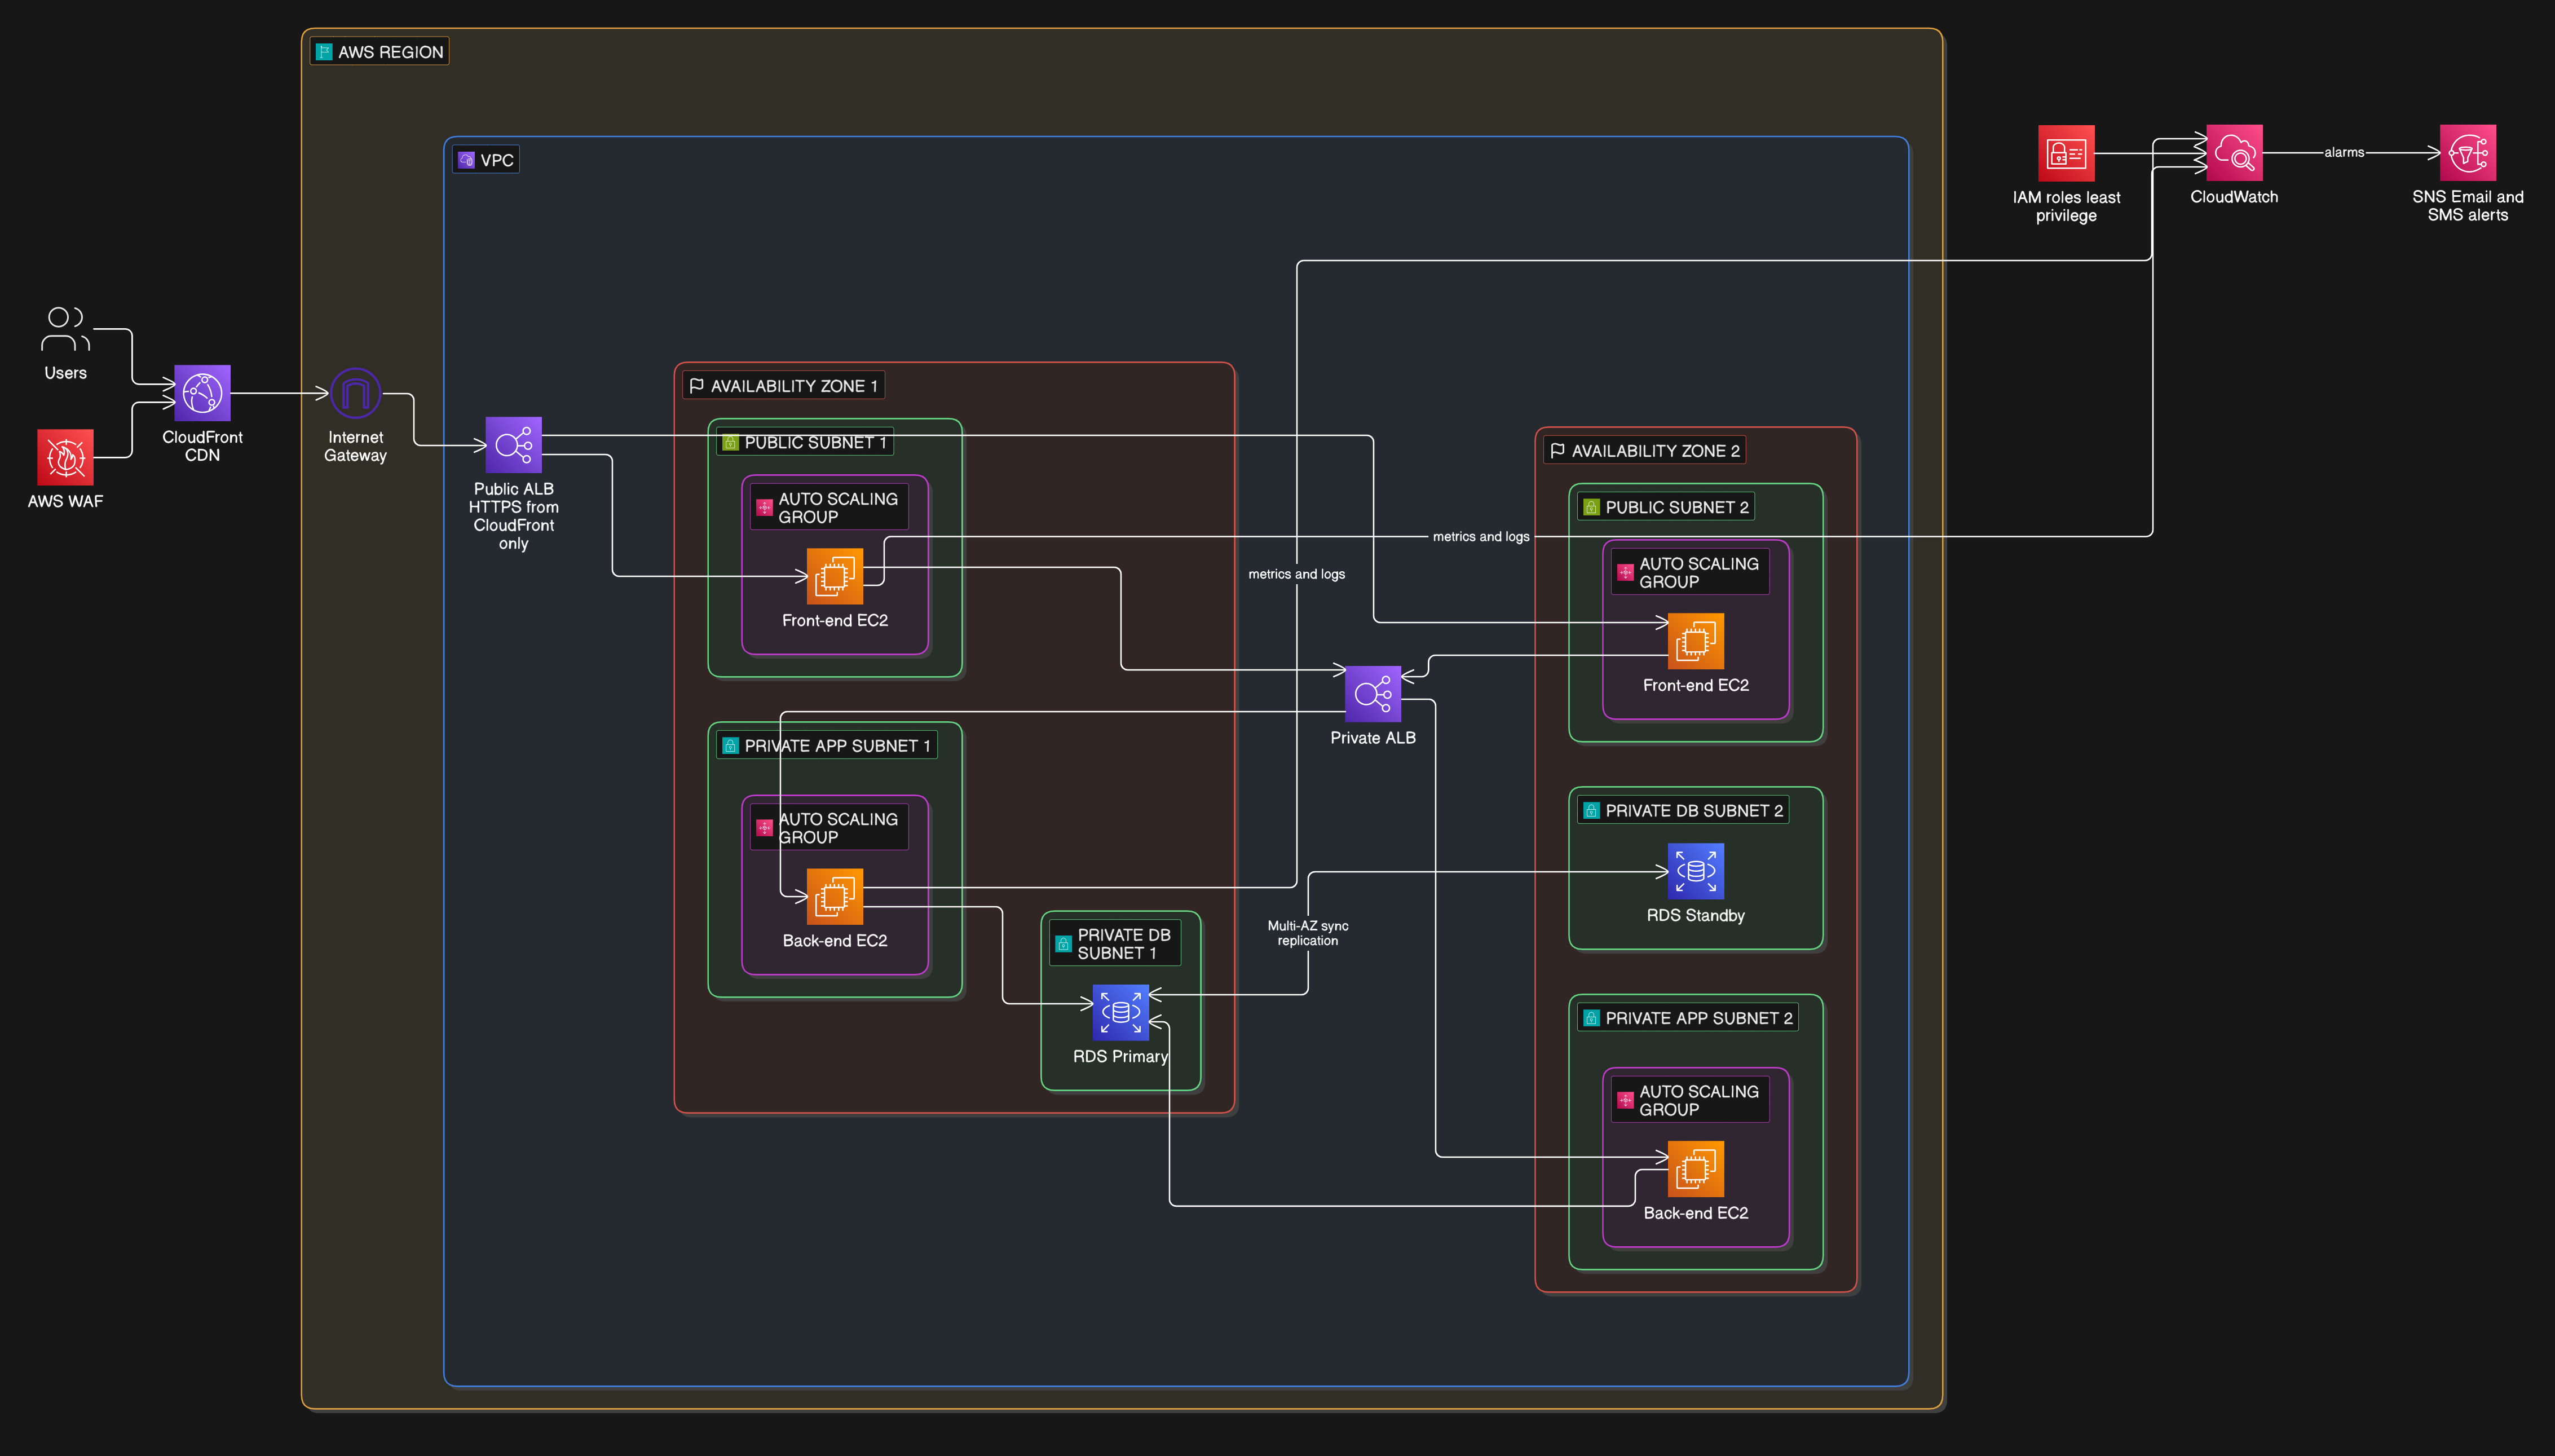 AWS REGION
VPC
IAM roles least
privilege
CloudWatch
alarms
SNS Email and
SMS alerts
Users
AWS WAF
CloudFront
CDN
Internet
Gateway
Public ALB
HTTPS from
CloudFront
only
AVAILABILITY ZONE 1
PUBLIC SUBNET 1
AUTO SCALING
GROUP
Front-end EC2
PRIVATE APP SUBNET 1
AUTO SCALING
GROUP
Back-end EC2
PRIVATE DB
SUBNET 1
RDS Primary
metrics and logs
metrics and logs
Private ALB
Multi-AZ sync
replication
AVAILABILITY ZONE 2
PUBLIC SUBNET 2
AUTO SCALING
GROUP
Front-end EC2
PRIVATE DB SUBNET 2
RDS Standby
PRIVATE APP SUBNET 2
AUTO SCALING
GROUP
Back-end EC2